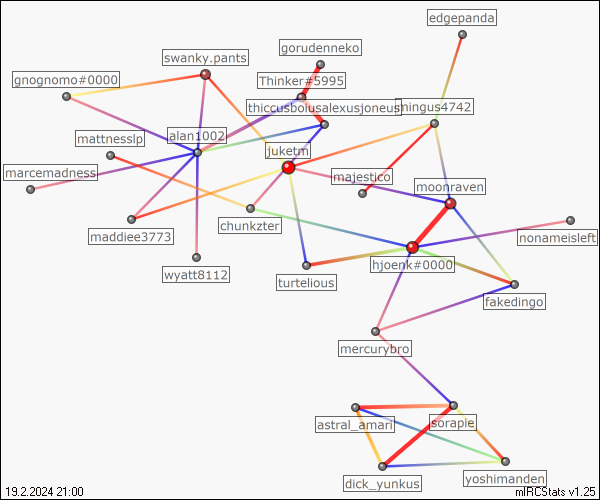 edgepanda
gorudenneko
swanky.pants
Thinker#5995
gnognomo#0000
thiccusbolusalexusjoneus
mingus4742
alan1002
mattnesslp
juketm
marcemadness
majestico
moonraven
chunkzter
maddiee3773
nonameisleft
hjoenk#0000
wyatt8112
turtelious
fakedingo
mercurybro
astral_amari
sorapie
dick_yunkus
yoshimanden
19.2.2024 21:00
mIRCStats v1.25